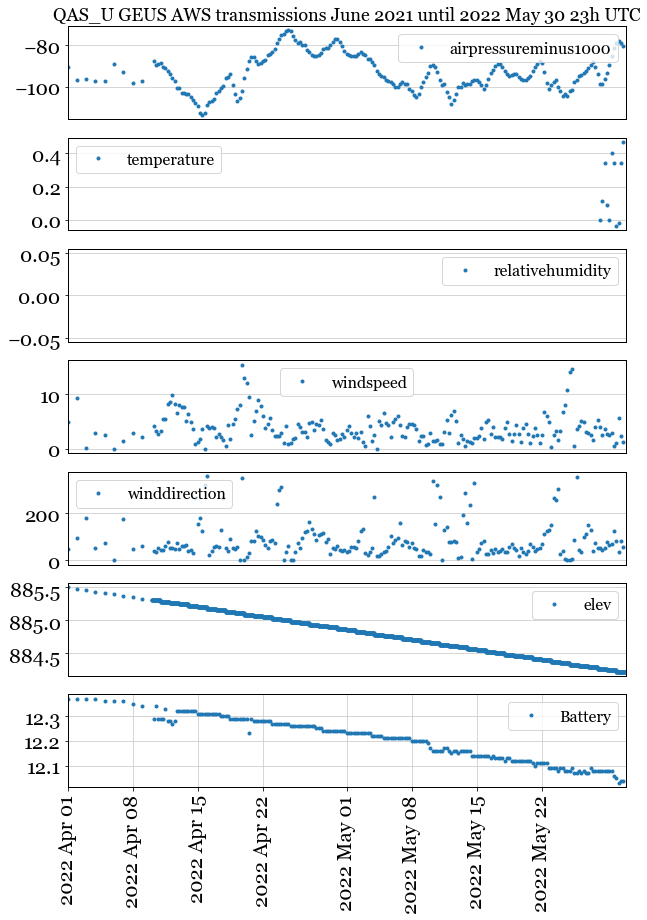 QAS_U GEUS AWS transmissions June 2021 until 2022 May 30 23h UTC
−80
−100
airpressureminus1000
0.4
0.2
0.0
temperature
0.05
0.00
−0.05
relativehumidity
10
0
windspeed
200
0
winddirection
885.5
885.0
884.5
elev
12.3
12.2
12.1
Battery
2022 Apr 01
2022 Apr 08
2022 Apr 15
2022 Apr 22
2022 May 01
2022 May 08
2022 May 15
2022 May 22